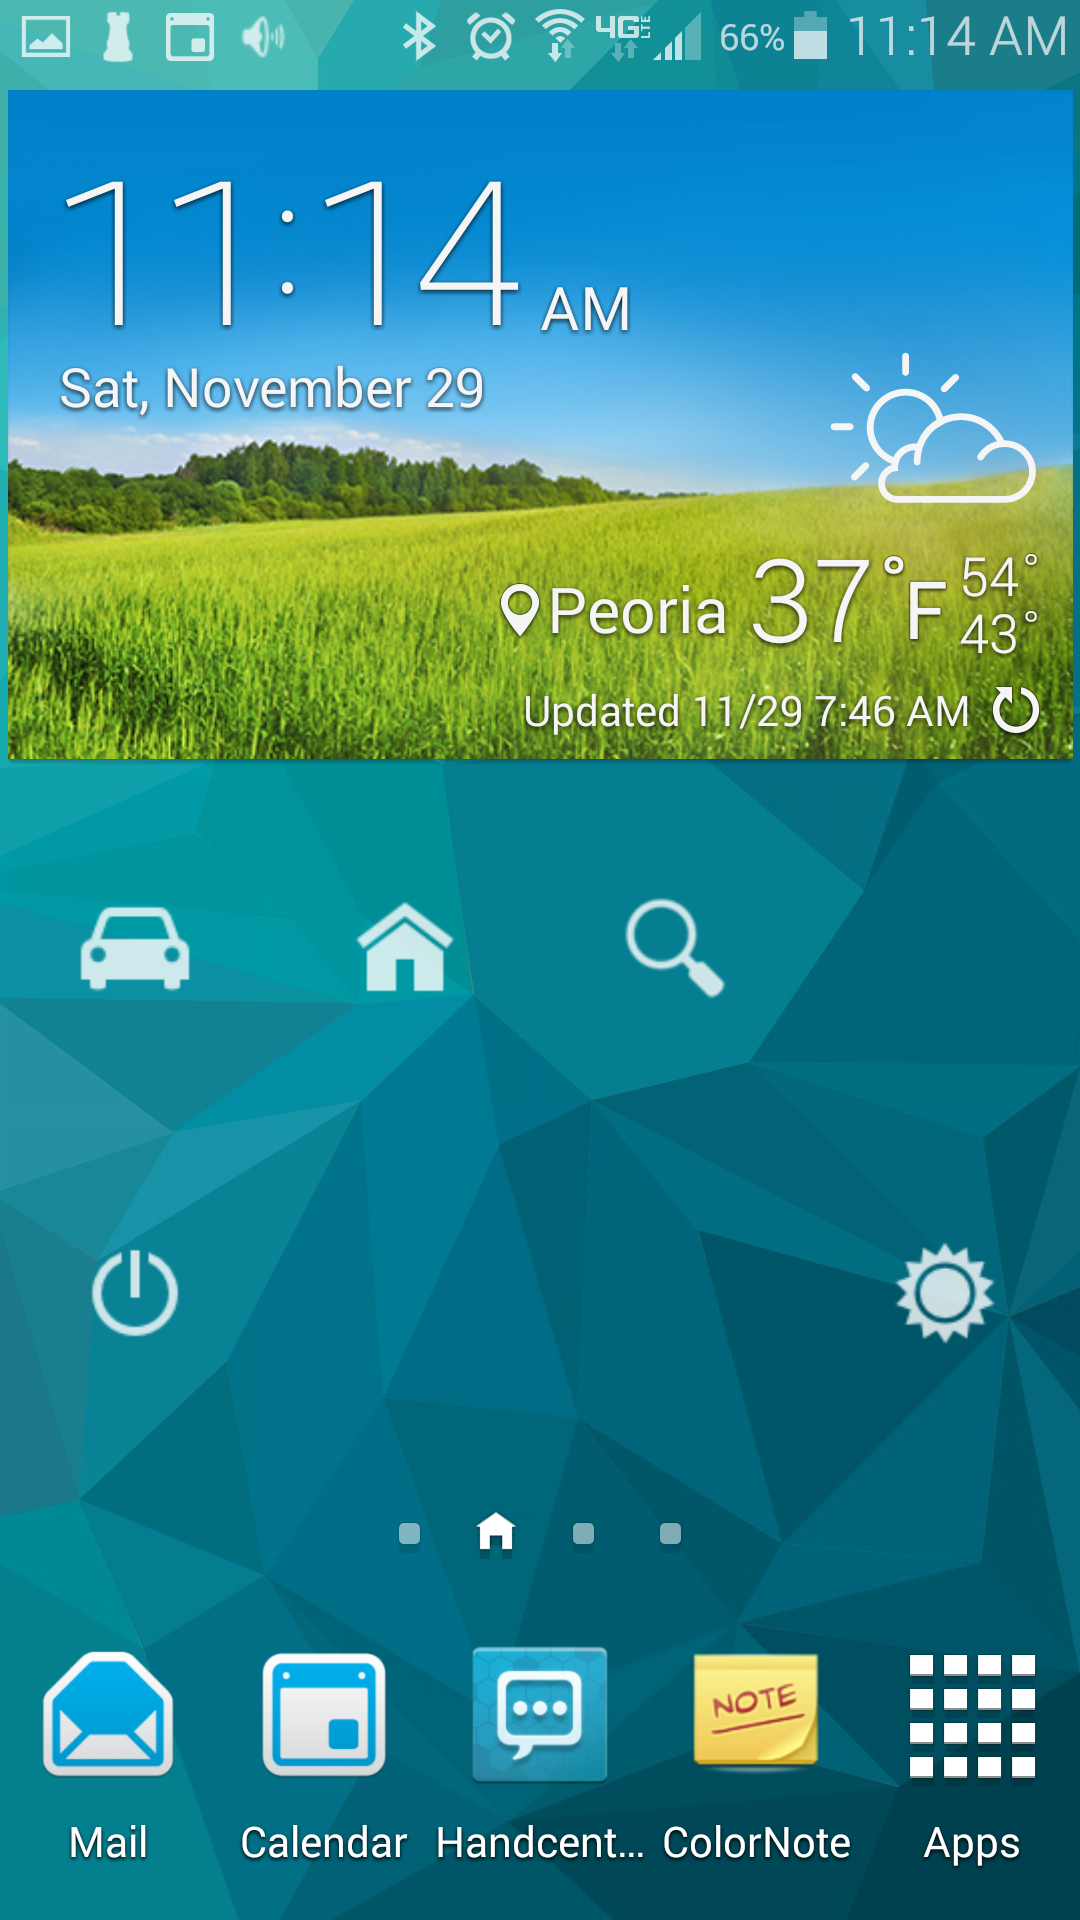 4G LTE 66% 11:14 AM
11:14 AM
Sat, November 29
Peoria 37°F 54°
43°
Updated 11/29 7:46 AM
NOTE
Mail Calendar Handcent... ColorNote Apps